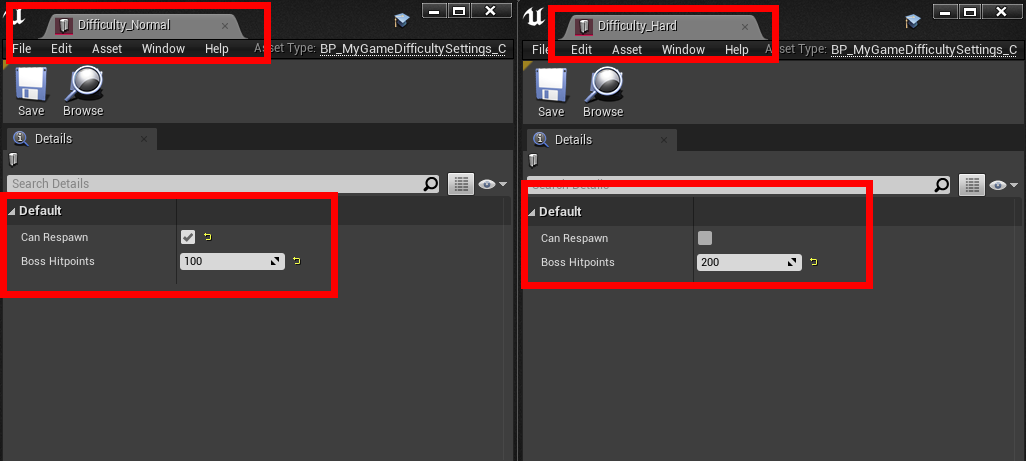 Difficulty_Normal
File Edit Asset Window Help Asset Type: BP_MyGameDifficultySettings_C
Save Browse
Details
Search Details
Default
Can Respawn
Boss Hitpoints 100
Difficulty_Hard
File Edit Asset Window Help Asset Type: BP_MyGameDifficultySettings_C
Save Browse
Details
Search Details
Default
Can Respawn
Boss Hitpoints 200